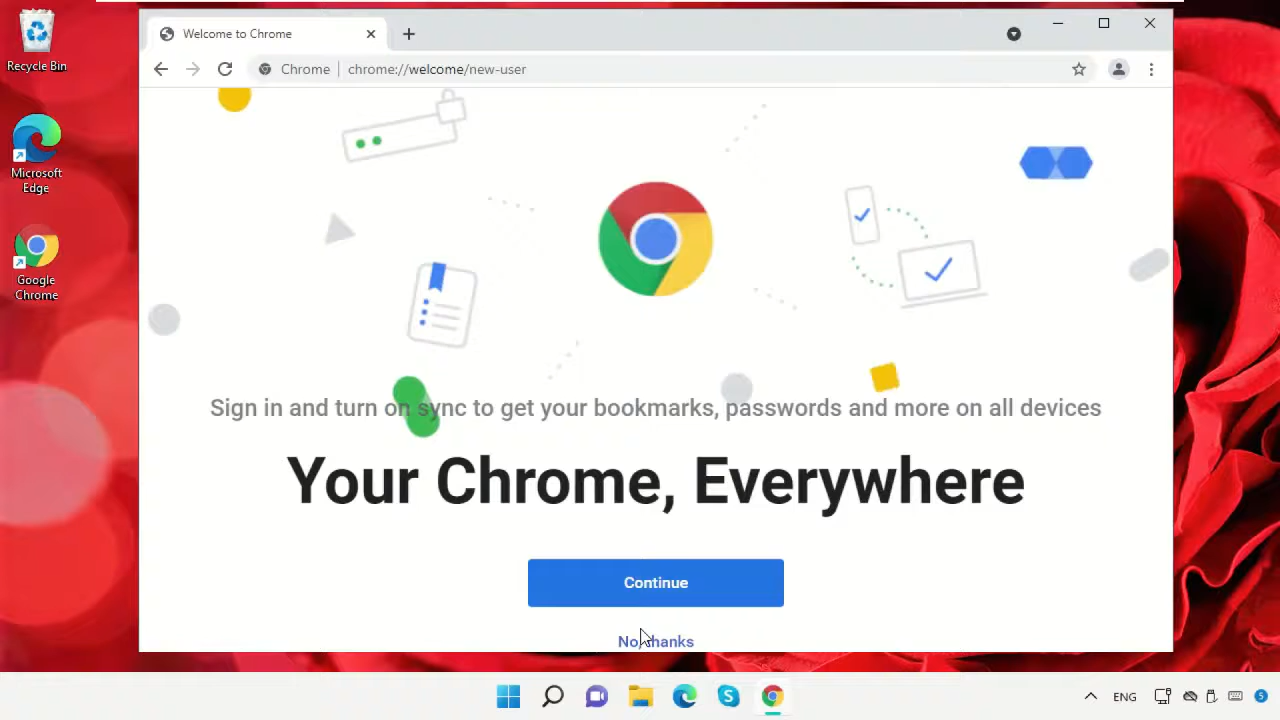 Recycle Bin
Microsoft
Edge
Google
Chrome
Welcome to Chrome
Chrome
chrome://welcome/new-user
Sign in and turn on sync to get your bookmarks, passwords and more on all devices
Your Chrome, Everywhere
Continue
No thanks
ENG
5